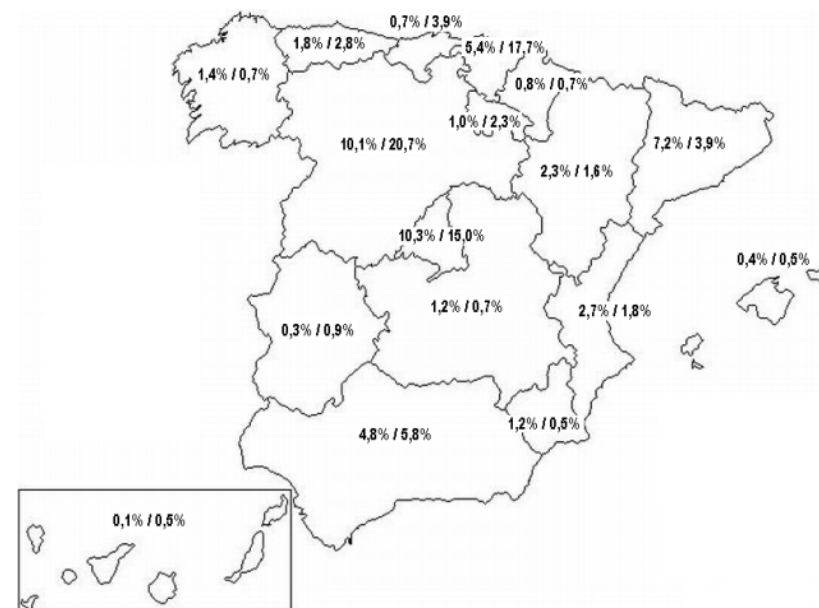 0,7% / 3,9%
1,8% / 2,8%
5,4% / 17,7%
1,4% / 0,7%
0,8% / 0,7%
1,0% / 2,3%
10,1% / 20,7%
7,2% / 3,9%
2,3% / 1,6%
10,3% / 15,0%
0,4% / 0,5%
1,2% / 0,7%
2,7% / 1,8%
0,3% / 0,9%
1,2% / 0,5%
4,8% / 5,8%
0,1% / 0,5%